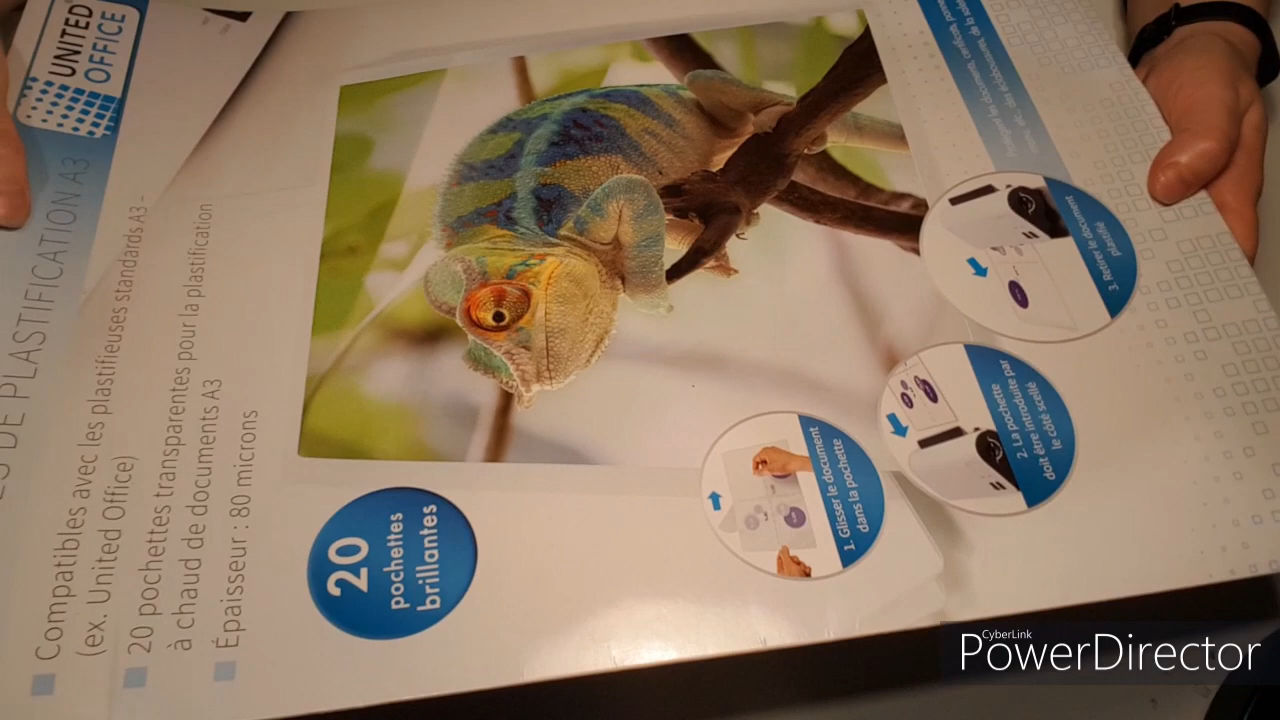 UNITED
OFFICE
DE PLASTIFICATION A3
Compatibles avec les plastifieuses standards A3 -
(ex. United Office)
20 pochettes transparentes pour la plastification
à chaud de documents A3
Épaisseur : 80 microns
20
pochettes
brillantes
1. Glisser le document
dans la pochette
2. La pochette
doit être introduite par
le côté scellé
3. Retirer le document
plastifié
CyberLink
PowerDirector